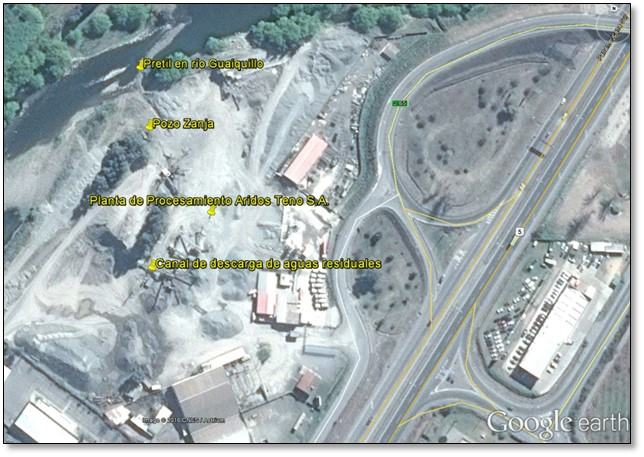 Pretil en río Guaiquillo
Pozo Zanja
Planta de Procesamiento Aridos Teno S.A.
Canal de descarga de aguas residuales
5
Google earth